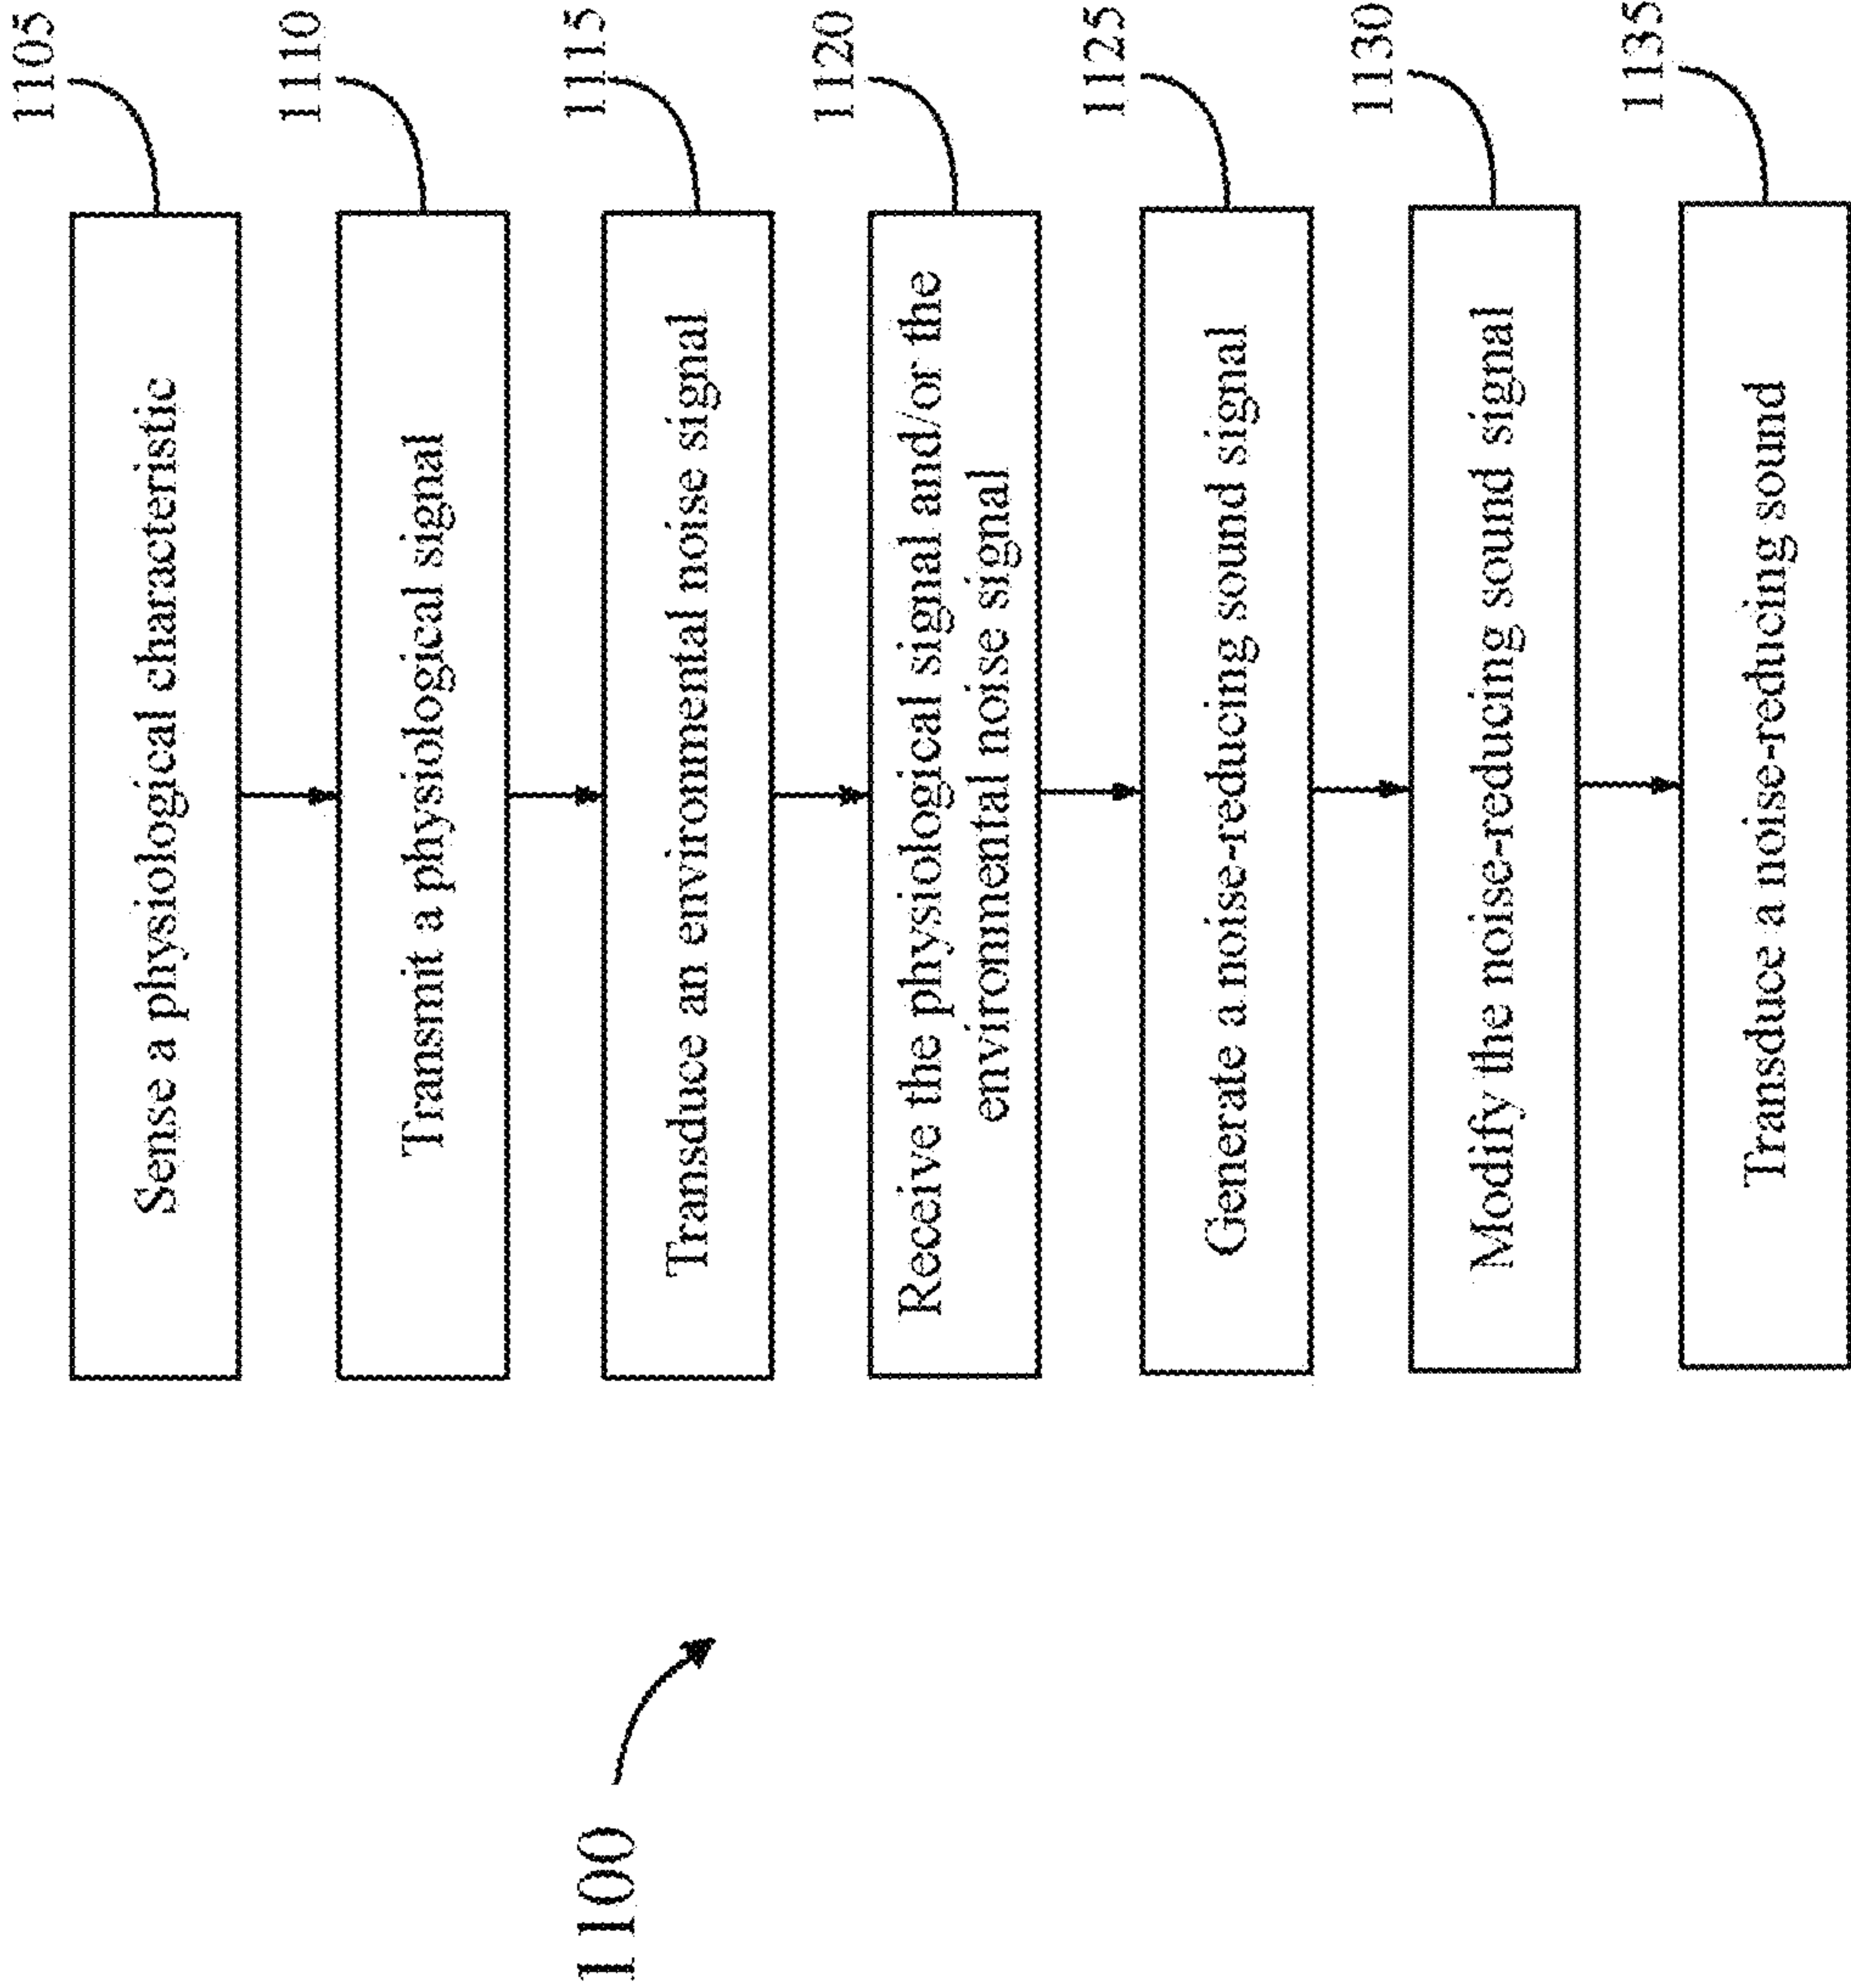 1100
Sense a physiological characteristic
1105
Transmit a physiological signal
1110
Transduce an environmental noise signal
1115
Receive the physiological signal and/or the
environmental noise signal
1120
Generate a noise-reducing sound signal
1125
Modify the noise-reducing sound signal
1130
Transduce a noise-reducing sound
1135